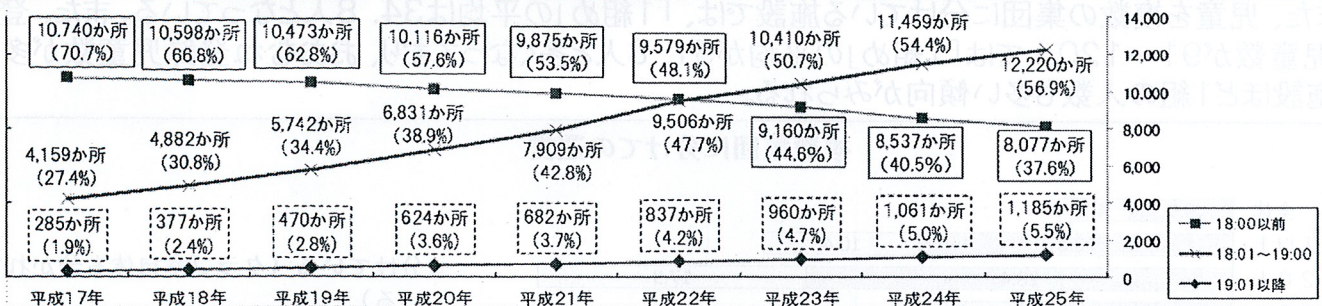 10,740か所
(70.7%)
10,598か所
(66.8%)
10,473か所
(62.8%)
10,116か所
(57.6%)
9,875か所
(53.5%)
9,579か所
(48.1%)
10,410か所
(50.7%)
11,459か所
(54.4%)
12,220か所
(56.9%)
4,159か所
(27.4%)
4,882か所
(30.8%)
5,742か所
(34.4%)
6,831か所
(38.9%)
7,909か所
(42.8%)
9,506か所
(47.7%)
9,160か所
(44.6%)
8,537か所
(40.5%)
8,077か所
(37.6%)
285か所
(1.9%)
377か所
(2.4%)
470か所
(2.8%)
624か所
(3.6%)
682か所
(3.7%)
837か所
(4.2%)
960か所
(4.7%)
1,061か所
(5.0%)
1,185か所
(5.5%)
14,000
12,000
10,000
8,000
6,000
4,000
2,000
0
平成17年
平成18年
平成19年
平成20年
平成21年
平成22年
平成23年
平成24年
平成25年
18:00以前
18:01～19:00
19:01以降